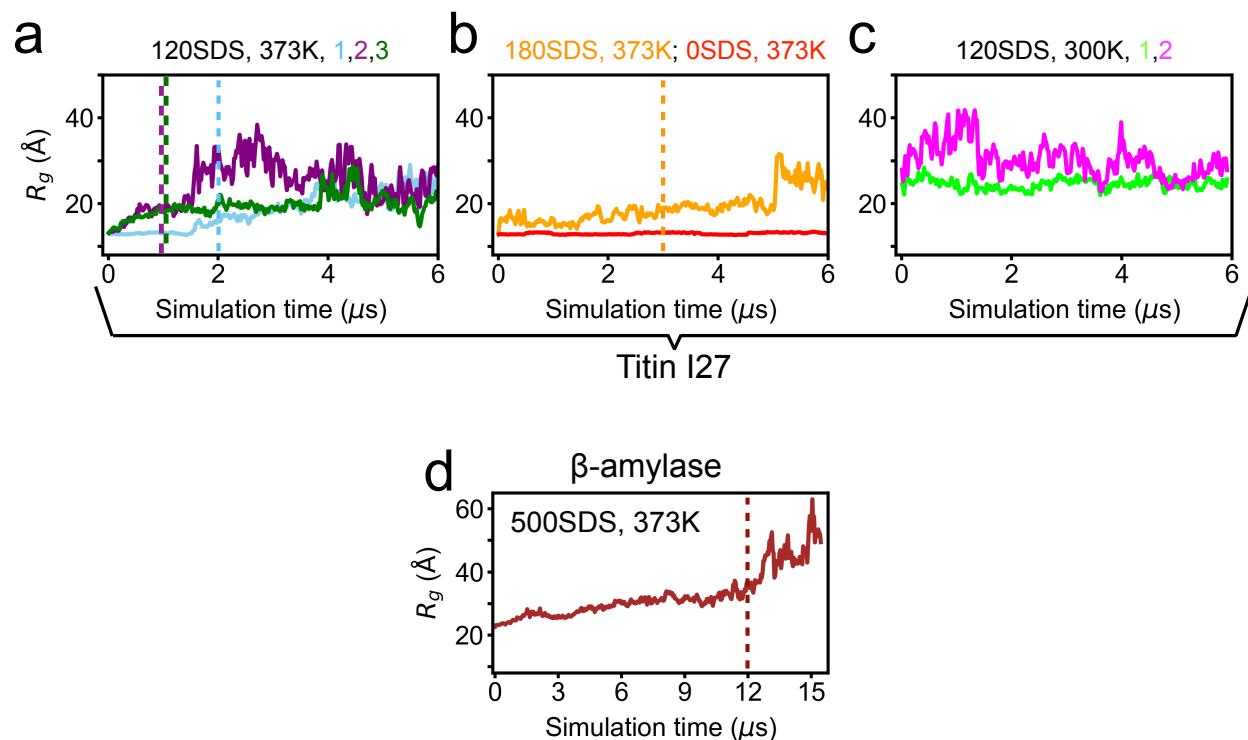 a
120SDS, 373K, 1,2,3
R_g (Å)
40
20
0 2 4 6
Simulation time (μs)
b
180SDS, 373K; 0SDS, 373K
40
20
0 2 4 6
Simulation time (μs)
c
120SDS, 300K, 1,2
40
20
0 2 4 6
Simulation time (μs)
Titin I27
d
β-amylase
500SDS, 373K
R_g (Å)
60
40
20
0 3 6 9 12 15
Simulation time (μs)